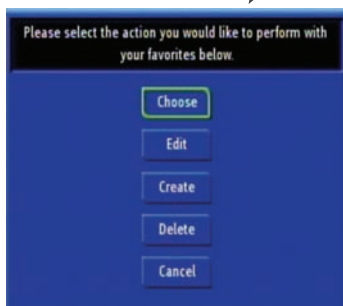 Please select the action you would like to perform with
your favorites below.
Choose
Edit
Create
Delete
Cancel